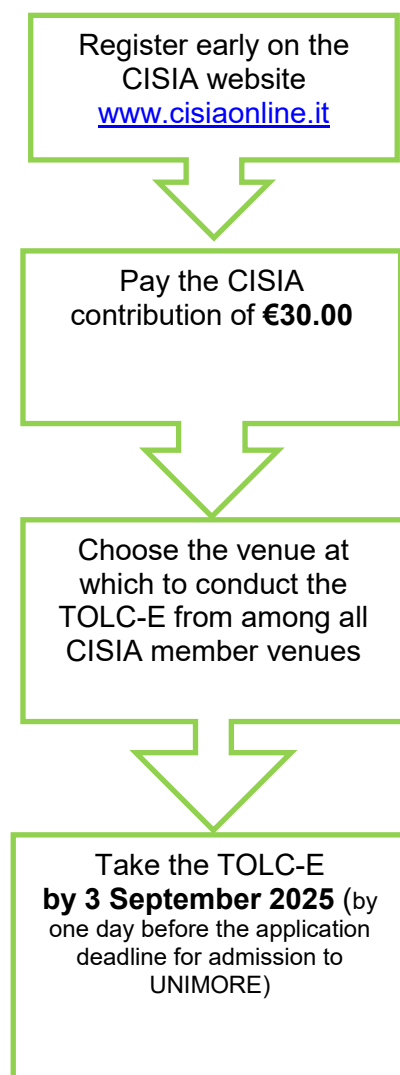 Register early on the
CISIA website
www.cisiaonline.it
Pay the CISIA
contribution of €30.00
Choose the venue at
which to conduct the
TOLC-E from among all
CISIA member venues
Take the TOLC-E
by 3 September 2025 (by
one day before the application
deadline for admission to
UNIMORE)